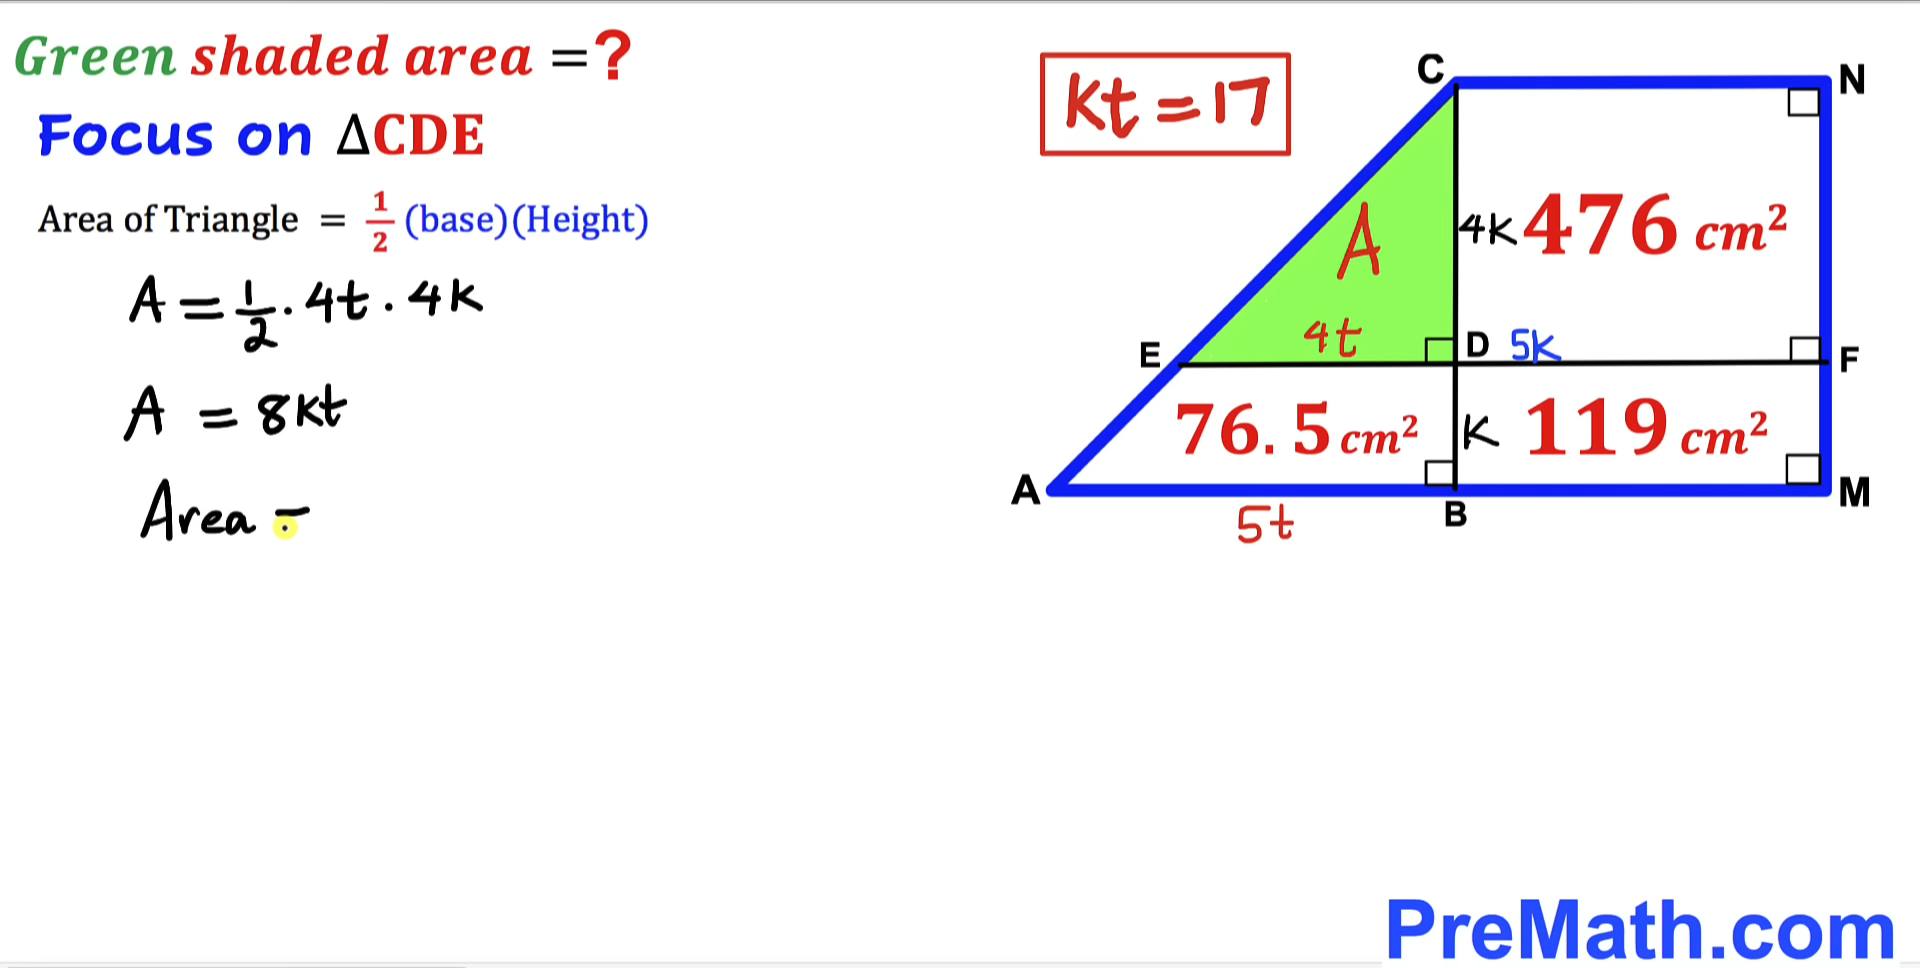 Green shaded area =?
Focus on ΔCDE
Area of Triangle = 1/2 (base)(Height)
A = 1/2 . 4t . 4k
A = 8kt
Area =
kt = 17
C
N
A
4k 476 cm²
4t
E
D 5k
F
76.5 cm² k 119 cm²
A
M
5t
B
PreMath.com